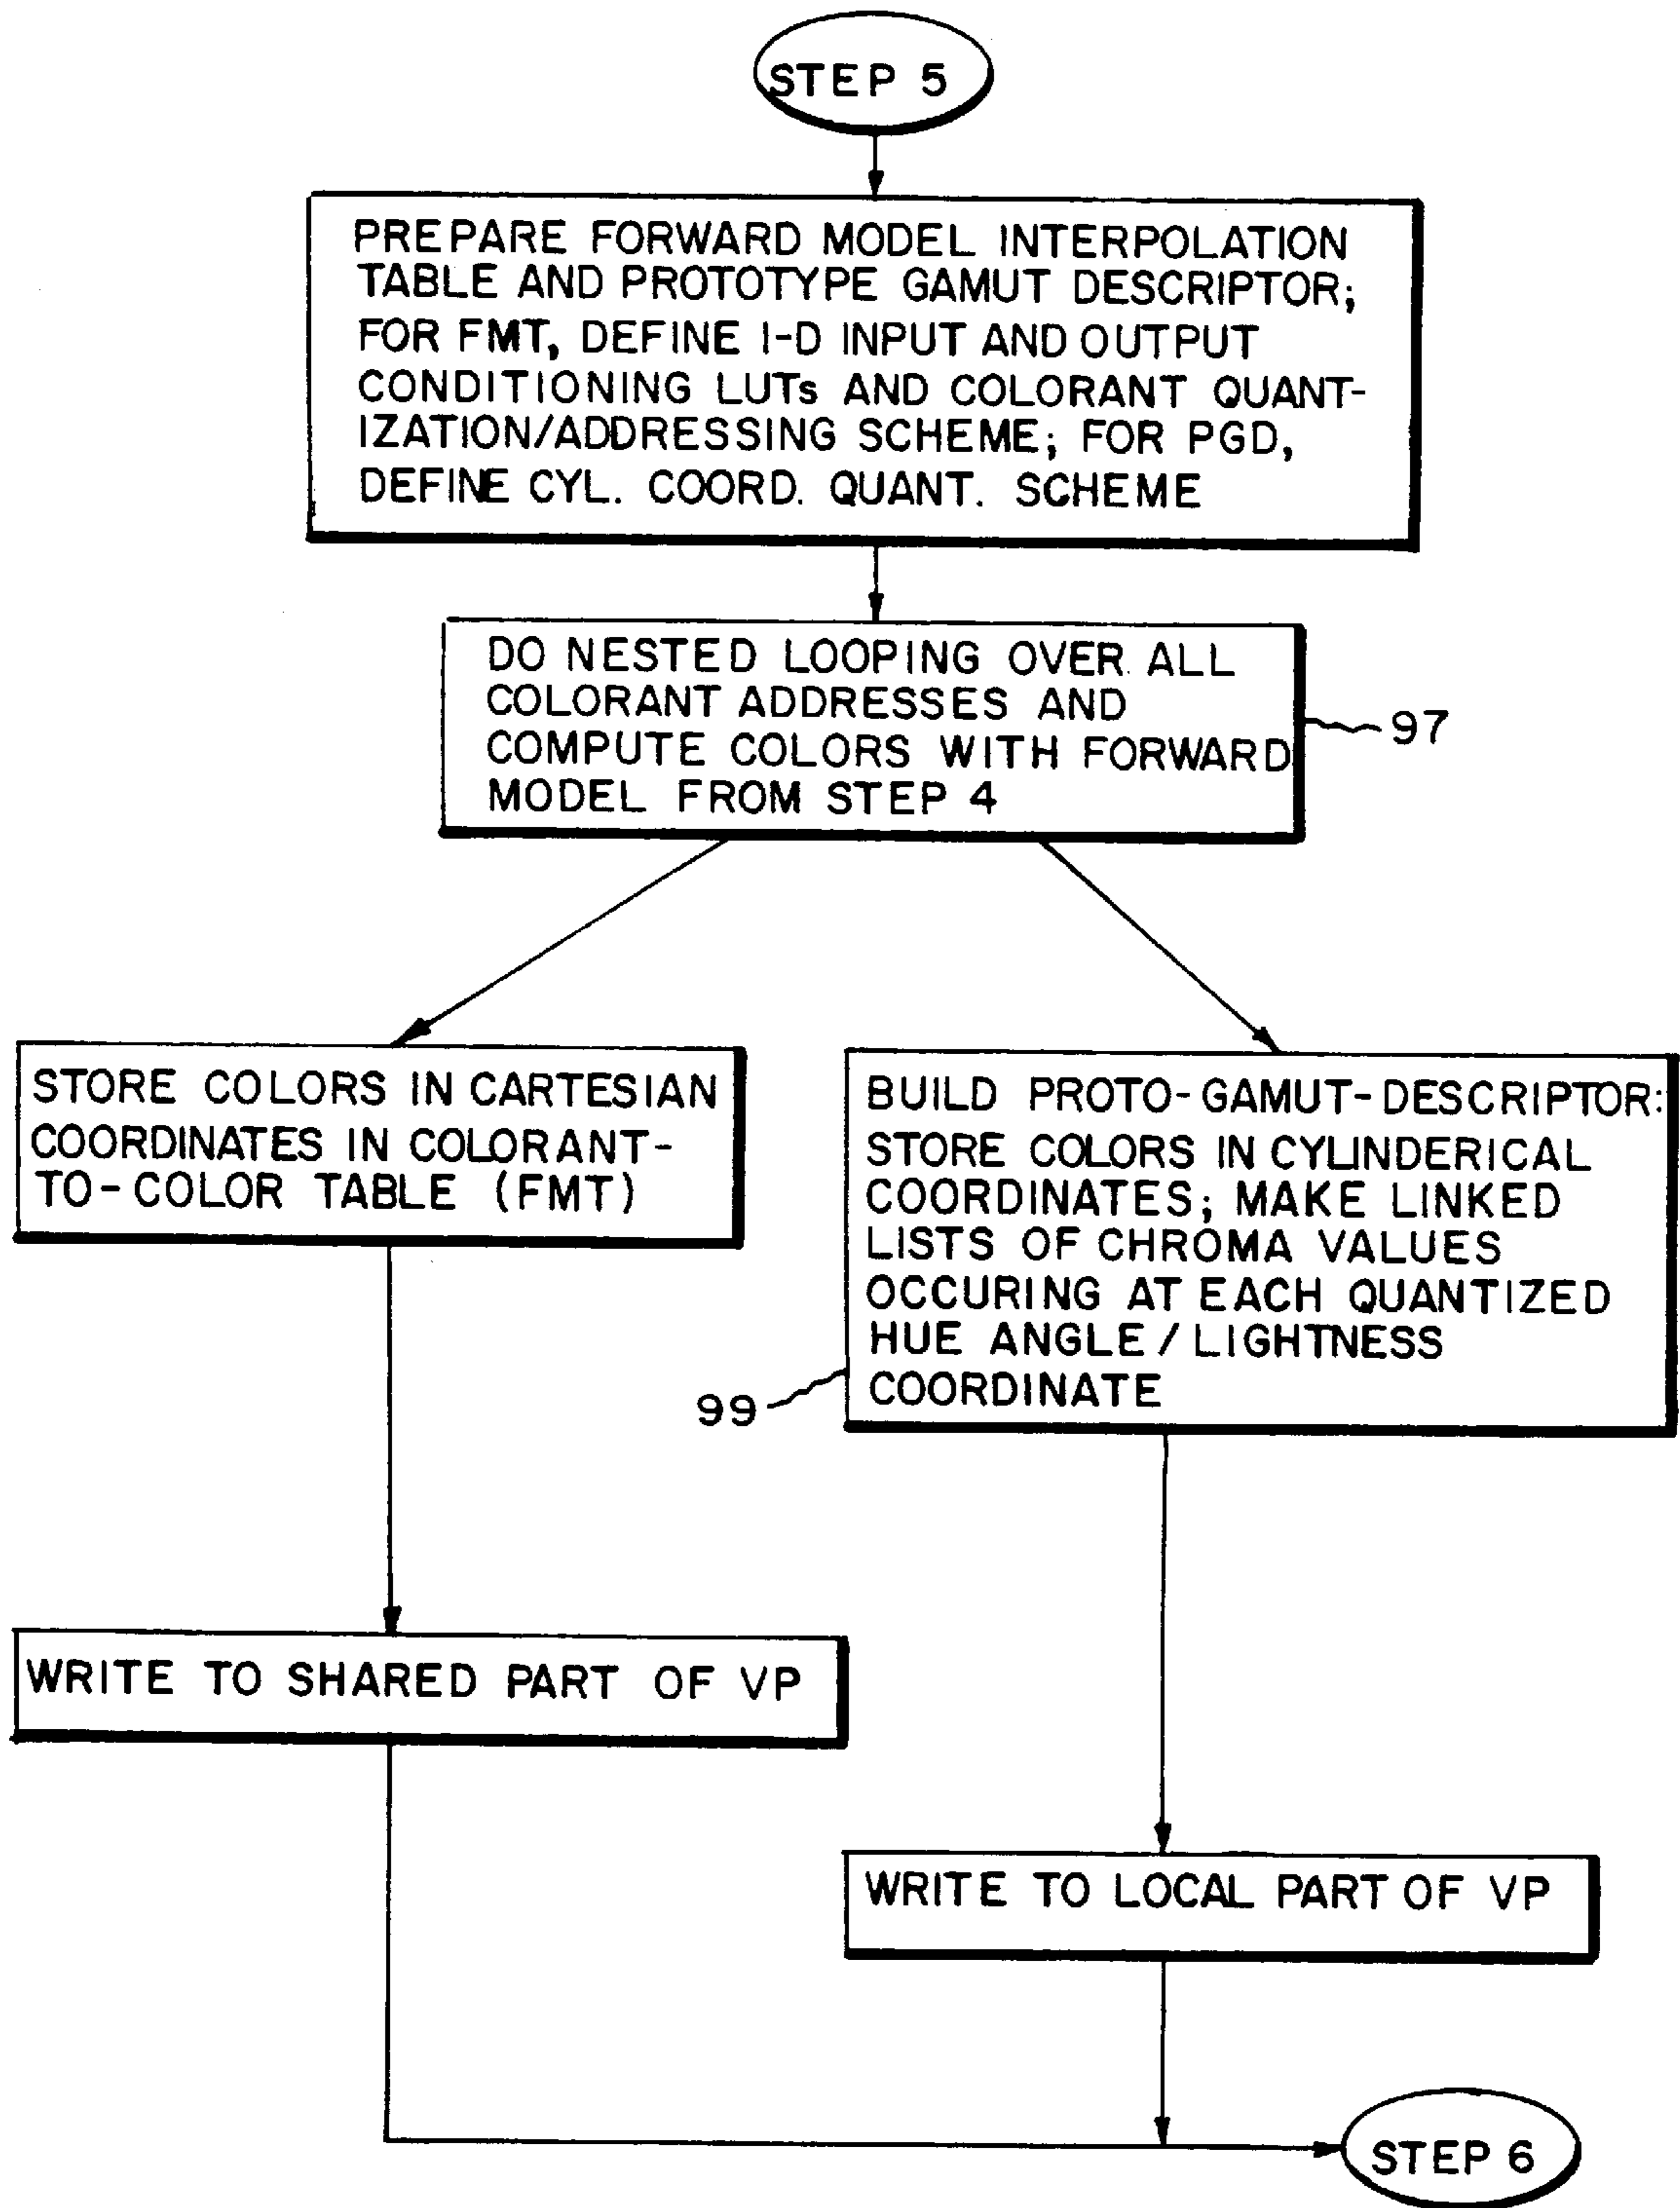 STEP 5
PREPARE FORWARD MODEL INTERPOLATION
TABLE AND PROTOTYPE GAMUT DESCRIPTOR;
FOR FMT, DEFINE 1-D INPUT AND OUTPUT
CONDITIONING LUTs AND COLORANT QUANT-
IZATION/ADDRESSING SCHEME; FOR PGD,
DEFINE CYL. COORD. QUANT. SCHEME
DO NESTED LOOPING OVER ALL
COLORANT ADDRESSES AND
COMPUTE COLORS WITH FORWARD
MODEL FROM STEP 4
97
STORE COLORS IN CARTESIAN
COORDINATES IN COLORANT-
TO-COLOR TABLE (FMT)
BUILD PROTO-GAMUT-DESCRIPTOR:
STORE COLORS IN CYLINDERICAL
COORDINATES; MAKE LINKED
LISTS OF CHROMA VALUES
OCCURING AT EACH QUANTIZED
HUE ANGLE/LIGHTNESS
COORDINATE
99
WRITE TO SHARED PART OF VP
WRITE TO LOCAL PART OF VP
STEP 6